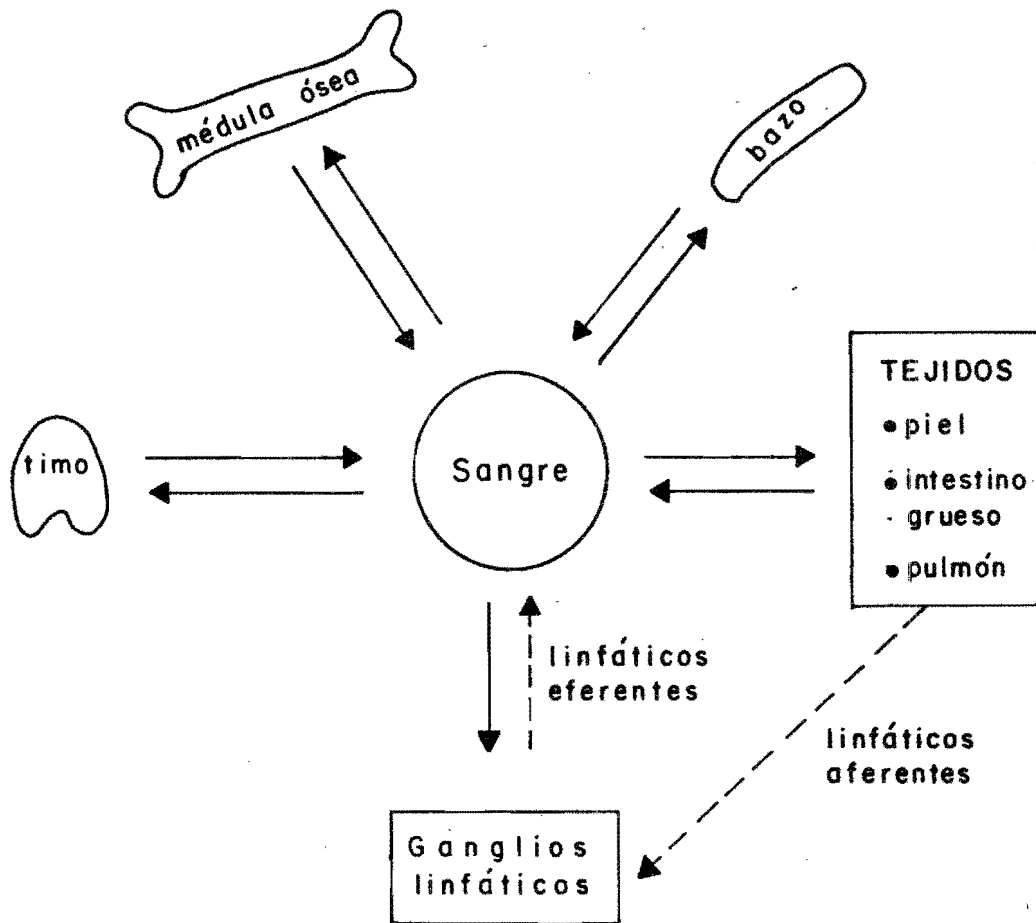 médula ósea
bazo
timo
Sangre
TEJIDOS
• piel
• intestino
grueso
• pulmón
linfáticos
eferentes
linfáticos
aferentes
Ganglios
linfáticos